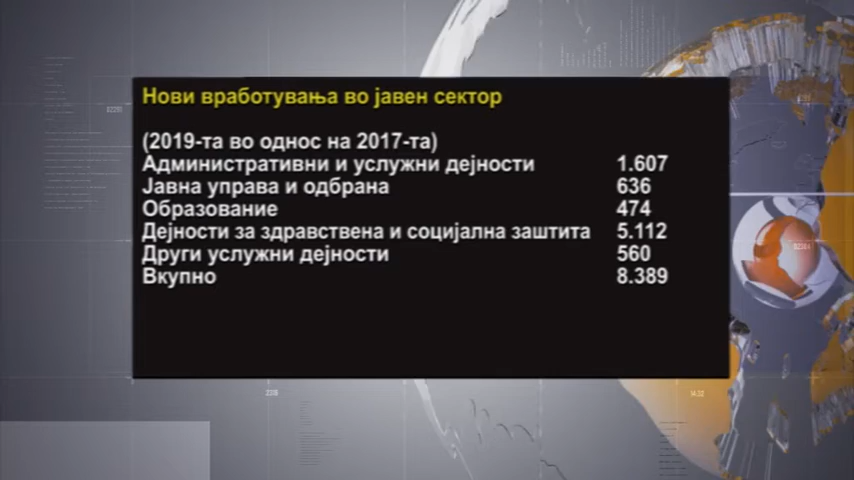 Нови вработувања во јавен сектор
(2019-та во однос на 2017-та)
Административни и услужни дејности 1.607
Јавна управа и одбрана 636
Образование 474
Дејности за здравствена и социјална заштита 5.112
Други услужни дејности 560
Вкупно 8.389